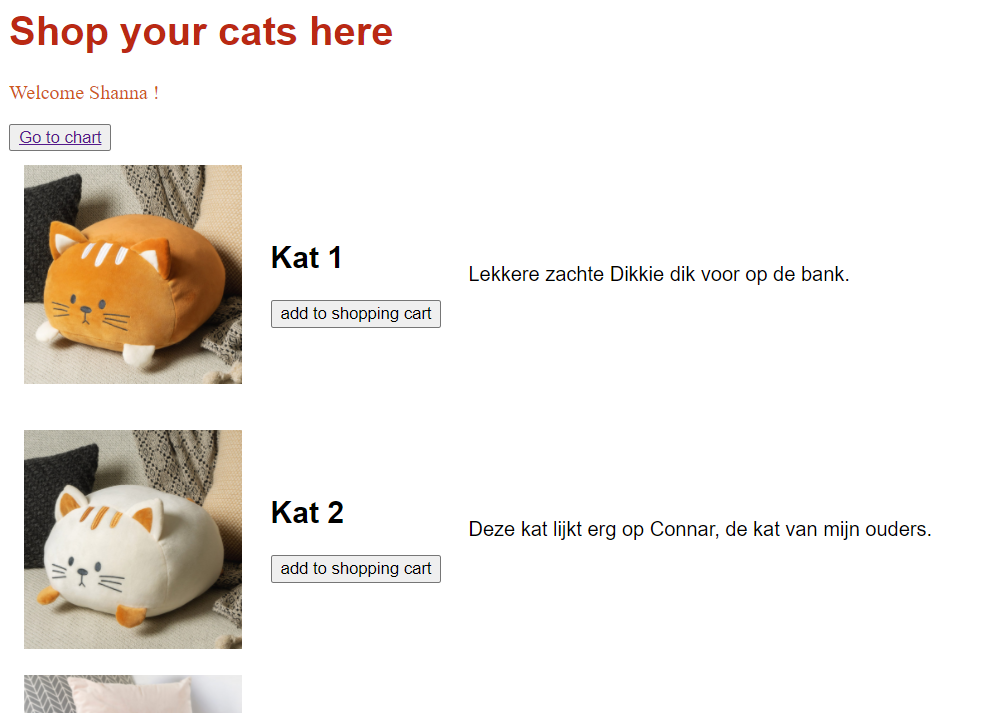 Shop your cats here
Welcome Shanna !
Go to chart
Kat 1
Lekkere zachte Dikkie dik voor op de bank.
add to shopping cart
Kat 2
Deze kat lijkt erg op Connar, de kat van mijn ouders.
add to shopping cart